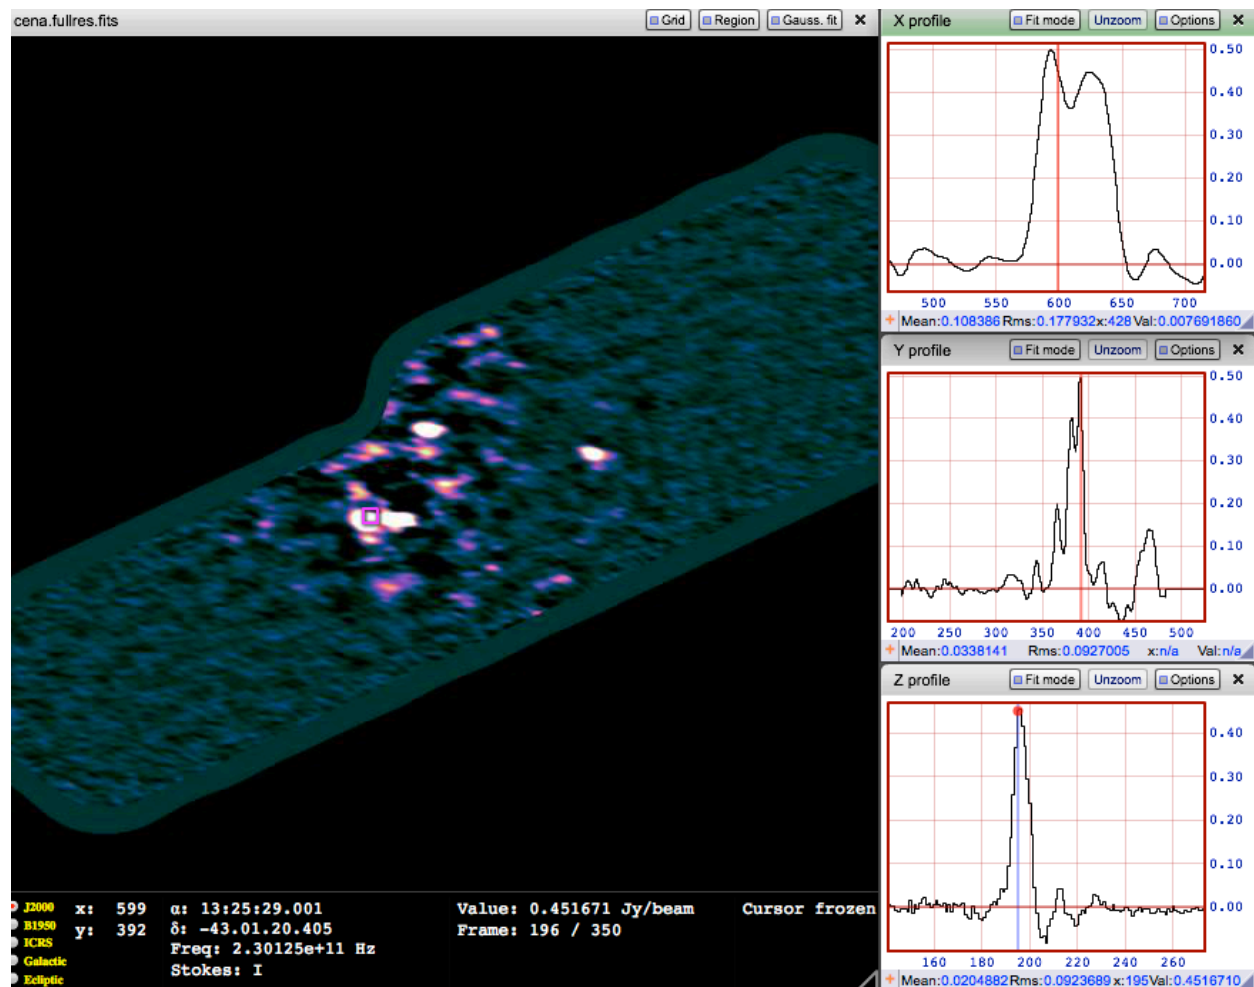 cena.fullres.fits Grid Region Gauss. fit ×
X profile Fit mode Unzoom Options ×
0.50
0.40
0.30
0.20
0.10
0.00
500 550 600 650 700
Mean:0.108386 Rms:0.177932 x:428 Val:0.007691860
Y profile Fit mode Unzoom Options ×
0.50
0.40
0.30
0.20
0.10
0.00
200 250 300 350 400 450 500
Mean:0.0338141 Rms:0.0927005 x:n/a Val:n/a
Z profile Fit mode Unzoom Options ×
0.40
0.30
0.20
0.10
0.00
160 180 200 220 240 260
Mean:0.0204882 Rms:0.0923689 x:195 Val:0.4516710
J2000
B1950
ICRS
Galactic
Ecliptic
x: 599
y: 392
α: 13:25:29.001
δ: -43.01.20.405
Freq: 2.30125e+11 Hz
Stokes: I
Value: 0.451671 Jy/beam
Frame: 196 / 350
Cursor frozen